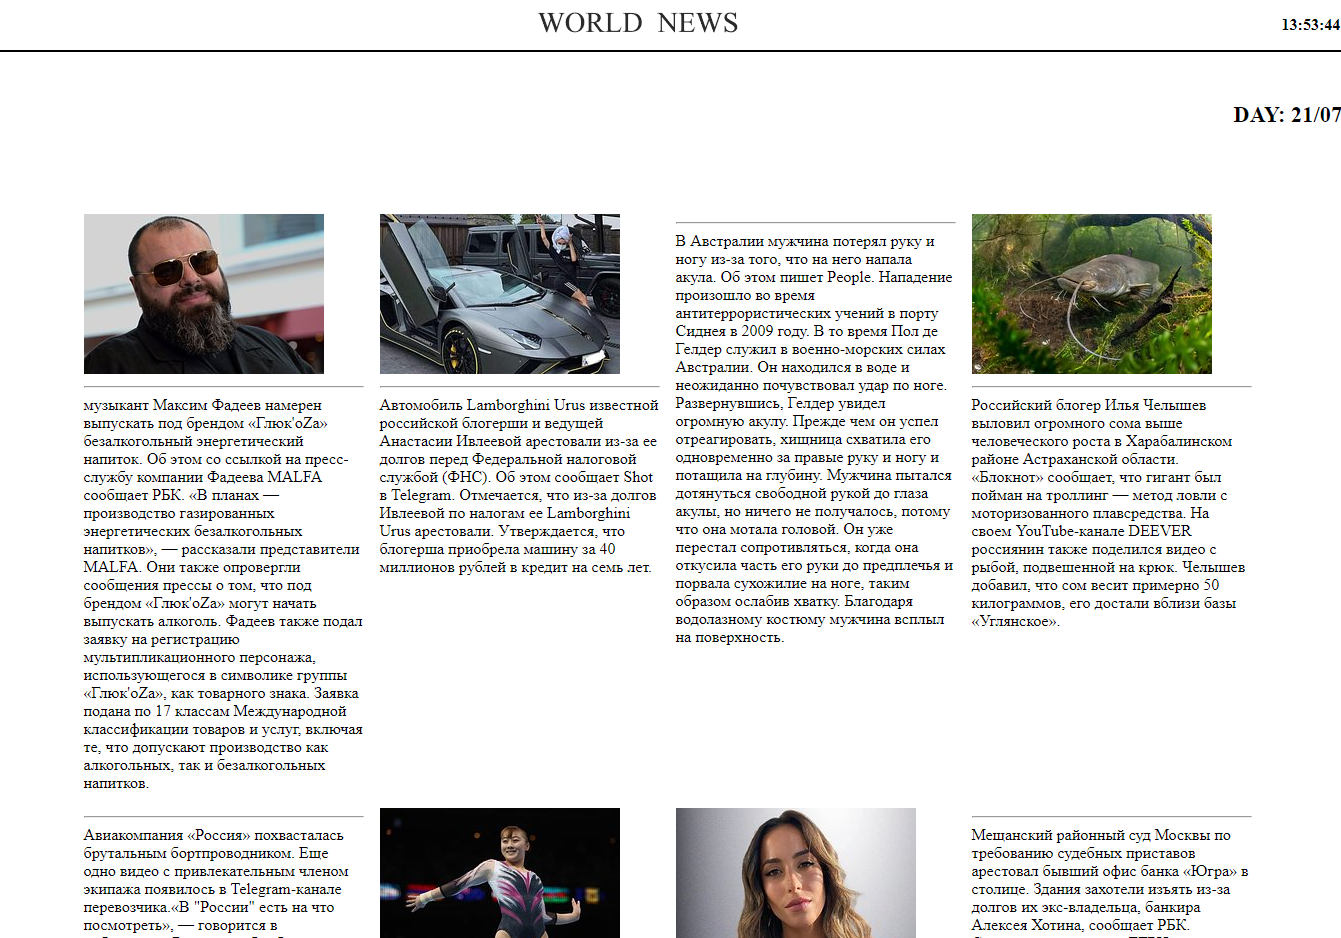 WORLD NEWS
13:53:44
DAY: 21/07
музыкант Максим Фадеев намерен
выпускать под брендом «Глюк'oZa»
безалкогольный энергетический
напиток. Об этом со ссылкой на пресс-
службу компании Фадеева MALFA
сообщает РБК. «В планах —
производство газированных
энергетических безалкогольных
напитков», — рассказали представители
MALFA. Они также опровергли
сообщения прессы о том, что под
брендом «Глюк'oZa» могут начать
выпускать алкоголь. Фадеев также подал
заявку на регистрацию
мультипликационного персонажа,
использующегося в символике группы
«Глюк'oZa», как товарного знака. Заявка
подана по 17 классам Международной
классификации товаров и услуг, включая
те, что допускают производство как
алкогольных, так и безалкогольных
напитков.
Автомобиль Lamborghini Urus известной
российской блогерши и ведущей
Анастасии Ивлеевой арестовали из-за ее
долгов перед Федеральной налоговой
службой (ФНС). Об этом сообщает Shot
в Telegram. Отмечается, что из-за долгов
Ивлеевой по налогам ее Lamborghini
Urus арестовали. Утверждается, что
блогерша приобрела машину за 40
миллионов рублей в кредит на семь лет.
В Австралии мужчина потерял руку и
ногу из-за того, что на него напала
акула. Об этом пишет People. Нападение
произошло во время
антитеррористических учений в порту
Сиднея в 2009 году. В то время Пол де
Гелдер служил в военно-морских силах
Австралии. Он находился в воде и
неожиданно почувствовал удар по ноге.
Развернувшись, Гелдер увидел
огромную акулу. Прежде чем он успел
отреагировать, хищница схватила его
одновременно за правые руку и ногу и
потащила на глубину. Мужчина пытался
дотянуться свободной рукой до глаза
акулы, но ничего не получалось, потому
что она мотала головой. Он уже
перестал сопротивляться, когда она
откусила часть его руки до предплечья и
порвала сухожилие на ноге, таким
образом ослабив хватку. Благодаря
водолазному костюму мужчина всплыл
на поверхность.
Российский блогер Илья Челышев
выловил огромного сома выше
человеческого роста в Харабалинском
районе Астраханской области.
«Блокнот» сообщает, что гигант был
пойман на троллинг — метод ловли с
моторизованного плавсредства. На
своем YouTube-канале DEEVER
россиянин также поделился видео с
рыбой, подвешенной на крюк. Челышев
добавил, что сом весит примерно 50
килограммов, его достали вблизи базы
«Углянское».
Авиакомпания «Россия» похвасталась
брутальным бортпроводником. Еще
одно видео с привлекательным членом
экипажа появилось в Telegram-канале
перевозчика.«В "России" есть на что
посмотреть», — говорится в
Мещанский районный суд Москвы по
требованию судебных приставов
арестовал бывший офис банка «Югра» в
столице. Здания захотели изъять из-за
долгов их экс-владельца, банкира
Алексея Хотина, сообщает РБК.